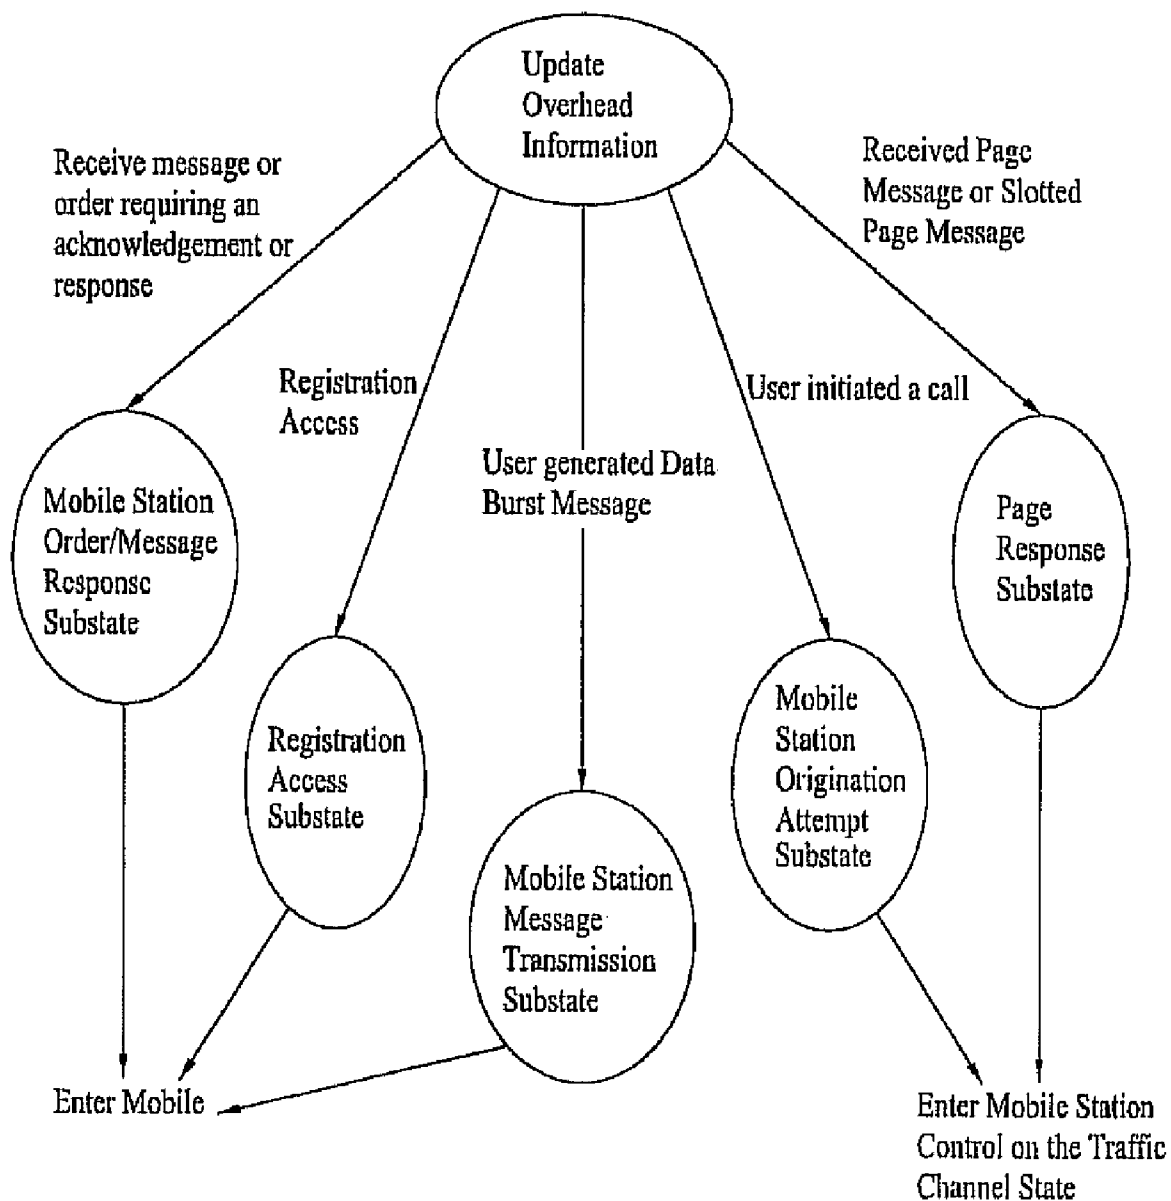 Update
Overhead
Information
Receive message or
order requiring an
acknowledgement or
response
Received Page
Message or Slotted
Page Message
Registration
Access
User initiated a call
User generated Data
Burst Message
Mobile Station
Order/Message
Response
Substate
Page
Response
Substate
Registration
Access
Substate
Mobile
Station
Origination
Attempt
Substate
Mobile Station
Message
Transmission
Substate
Enter Mobile
Enter Mobile Station
Control on the Traffic
Channel State